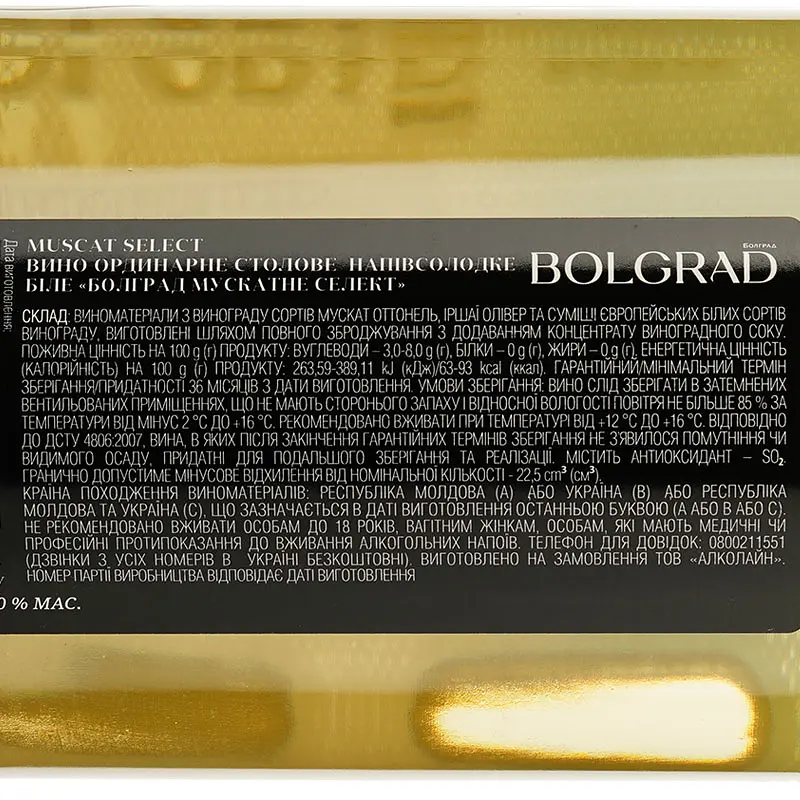 Дата виготовлення:
MUSCAT SELECT
ВИНО ОРДИНАРНЕ СТОЛОВЕ НАПІВСОЛОДКЕ
БІЛЕ «БОЛГРАД МУСКАТНЕ СЕЛЕКТ»
БОЛГРАД
BOLGRAD
СКЛАД: ВИНОМАТЕРІАЛИ З ВИНОГРАДУ СОРТІВ МУСКАТ ОТТОНЕЛЬ, ІРШАІ ОЛІВЕР ТА СУМІШІ ЄВРОПЕЙСЬКИХ БІЛИХ СОРТІВ
ВИНОГРАДУ, ВИГОТОВЛЕНІ ШЛЯХОМ ПОВНОГО ЗБРОДЖУВАННЯ З ДОДАВАННЯМ КОНЦЕНТРАТУ ВИНОГРАДНОГО СОКУ.
ПОЖИВНА ЦІННІСТЬ НА 100 g (г) ПРОДУКТУ: ВУГЛЕВОДИ – 3,0-8,0 g (г), БІЛКИ – 0 g (г), ЖИРИ – 0 g (г), ЕНЕРГЕТИЧНА ЦІННІСТЬ
(КАЛОРІЙНІСТЬ) НА 100 g (г) ПРОДУКТУ: 263,59-389,11 kJ (кДж)/63-93 kcal (ккал). ГАРАНТІЙНИЙ/МІНІМАЛЬНИЙ ТЕРМІН
ЗБЕРІГАННЯ/ПРИДАТНОСТІ 36 МІСЯЦІВ З ДАТИ ВИГОТОВЛЕННЯ. УМОВИ ЗБЕРІГАННЯ: ВИНО СЛІД ЗБЕРІГАТИ В ЗАТЕМНЕНИХ
ВЕНТИЛЬОВАНИХ ПРИМІЩЕННЯХ, ЩО НЕ МАЮТЬ СТОРОНЬОГО ЗАПАХУ І ВІДНОСНОЇ ВОЛОГОСТІ ПОВІТРЯ НЕ БІЛЬШЕ 85 % ЗА
ТЕМПЕРАТУРИ ВІД МІНУС 2 °С ДО +16 °С. РЕКОМЕНДОВАНО ВЖИВАТИ ПРИ ТЕМПЕРАТУРІ ВІД +12 °С ДО +16 °С. ВІДПОВІДНО
ДО ДСТУ 4806:2007, ВИНА, В ЯКИХ ПІСЛЯ ЗАКІНЧЕННЯ ГАРАНТІЙНИХ ТЕРМІНІВ ЗБЕРІГАННЯ НЕ З'ЯВИЛОСЯ ПОМУТНІННЯ ЧИ
ВИДИМОГО ОСАДУ, ПРИДАТНІ ДЛЯ ПОДАЛЬШОГО ЗБЕРІГАННЯ ТА РЕАЛІЗАЦІЇ. МІСТИТЬ АНТИОКСИДАНТ – SO₂.
ГРАНИЧНО ДОПУСТИМЕ МІНУСОВЕ ВІДХИЛЕННЯ ВІД НОМІНАЛЬНОЇ КІЛЬКОСТІ - 22,5 cm³ (см³).
КРАЇНА ПОХОДЖЕННЯ ВИНОМАТЕРІАЛІВ: РЕСПУБЛІКА МОЛДОВА (А) АБО УКРАЇНА (В) АБО РЕСПУБЛІКА
МОЛДОВА ТА УКРАЇНА (С), ЩО ЗАЗНАЧАЄТЬСЯ В ДАТІ ВИГОТОВЛЕННЯ ОСТАННЬОЮ БУКВОЮ (А АБО В АБО С).
НЕ РЕКОМЕНДОВАНО ВЖИВАТИ ОСОБАМ ДО 18 РОКІВ, ВАГІТНИМ ЖІНКАМ, ОСОБАМ, ЯКІ МАЮТЬ МЕДИЧНІ ЧИ
ПРОФЕСІЙНІ ПРОТИПОКАЗАННЯ ДО ВЖИВАННЯ АЛКОГОЛЬНИХ НАПОЇВ. ТЕЛЕФОН ДЛЯ ДОВІДОК: 0800211551
(ДЗВІНКИ З УСІХ НОМЕРІВ В УКРАЇНІ БЕЗКОШТОВНІ). ВИГОТОВЛЕНО НА ЗАМОВЛЕННЯ ТОВ «АЛКОЛАЙН».
НОМЕР ПАРТІЇ ВИРОБНИЦТВА ВІДПОВІДАЄ ДАТІ ВИГОТОВЛЕННЯ
0 % МАС.